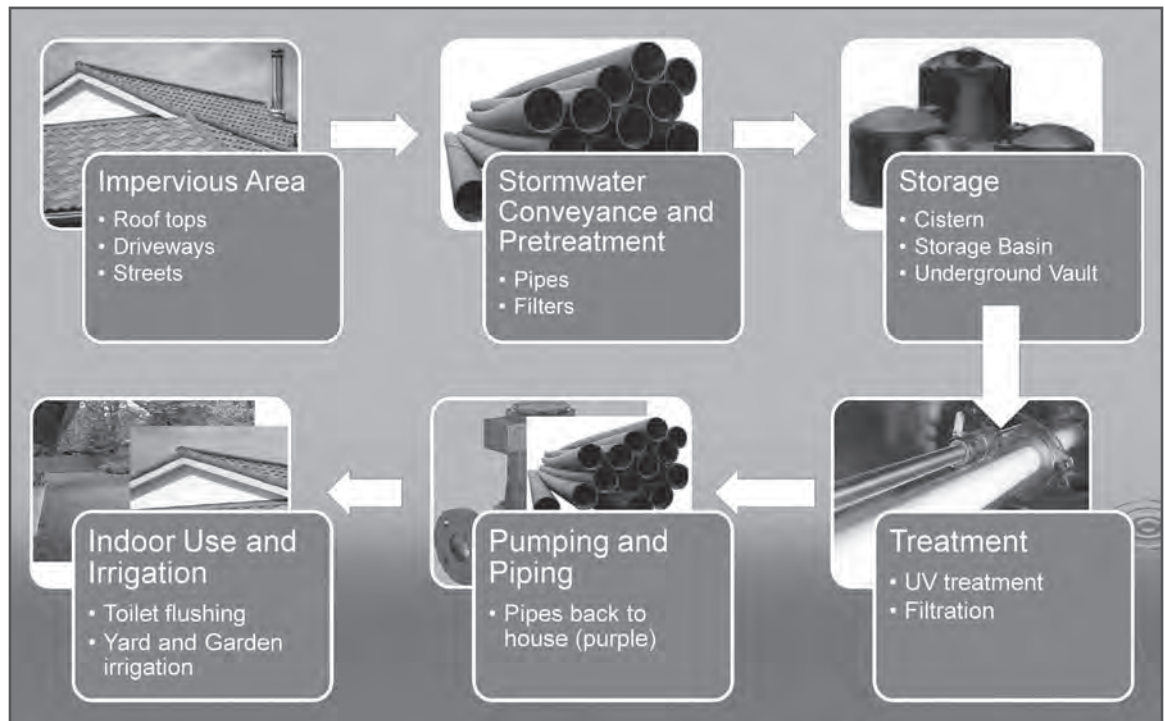 Impervious Area
• Roof tops
• Driveways
• Streets
Stormwater
Conveyance and
Pretreatment
• Pipes
• Filters
Storage
• Cistern
• Storage Basin
• Underground Vault
Treatment
• UV treatment
• Filtration
Pumping and
Piping
• Pipes back to
house (purple)
Indoor Use and
Irrigation
• Toilet flushing
• Yard and Garden
irrigation